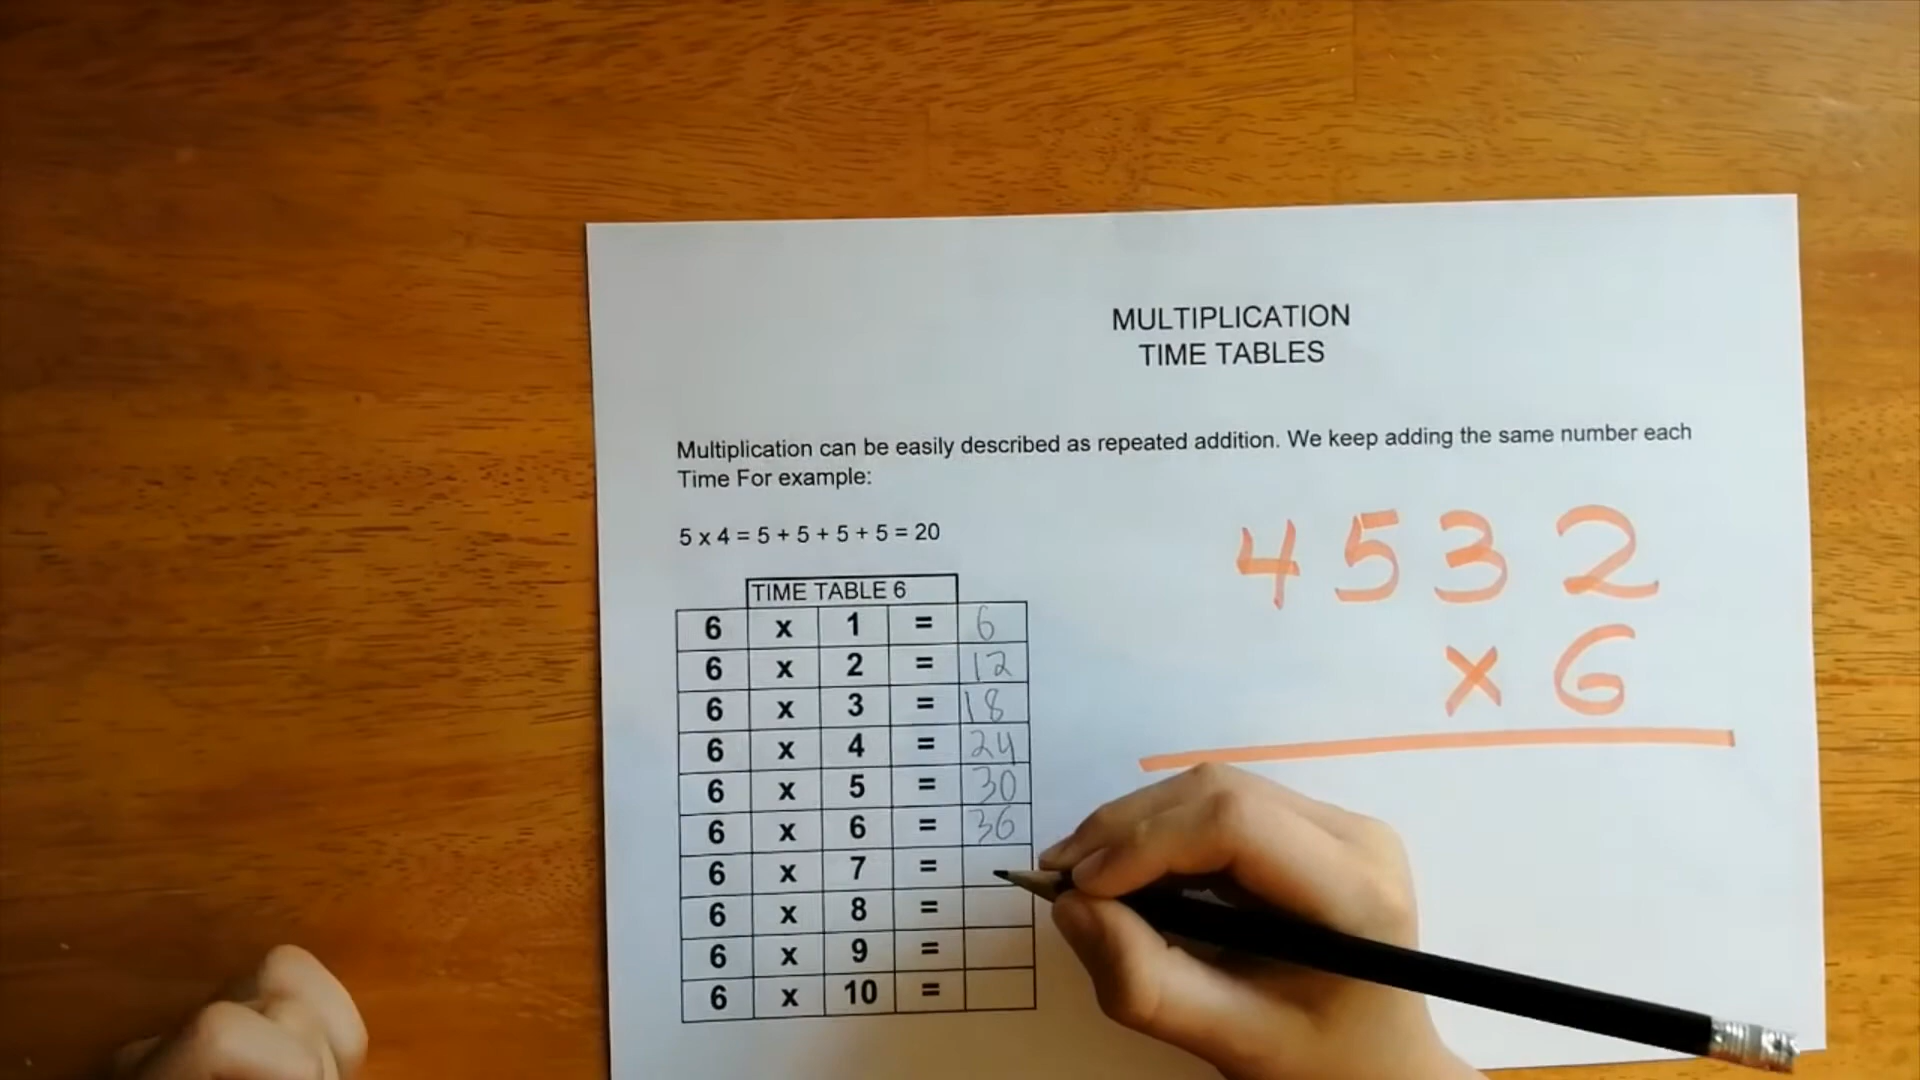 MULTIPLICATION
TIME TABLES
Multiplication can be easily described as repeated addition. We keep adding the same number each
Time For example:
5 x 4 = 5 + 5 + 5 + 5 = 20
TIME TABLE 6
6 x 1 = 6
6 x 2 = 12
6 x 3 = 18
6 x 4 = 24
6 x 5 = 30
6 x 6 = 36
6 x 7 =
6 x 8 =
6 x 9 =
6 x 10 =
4532
x 6